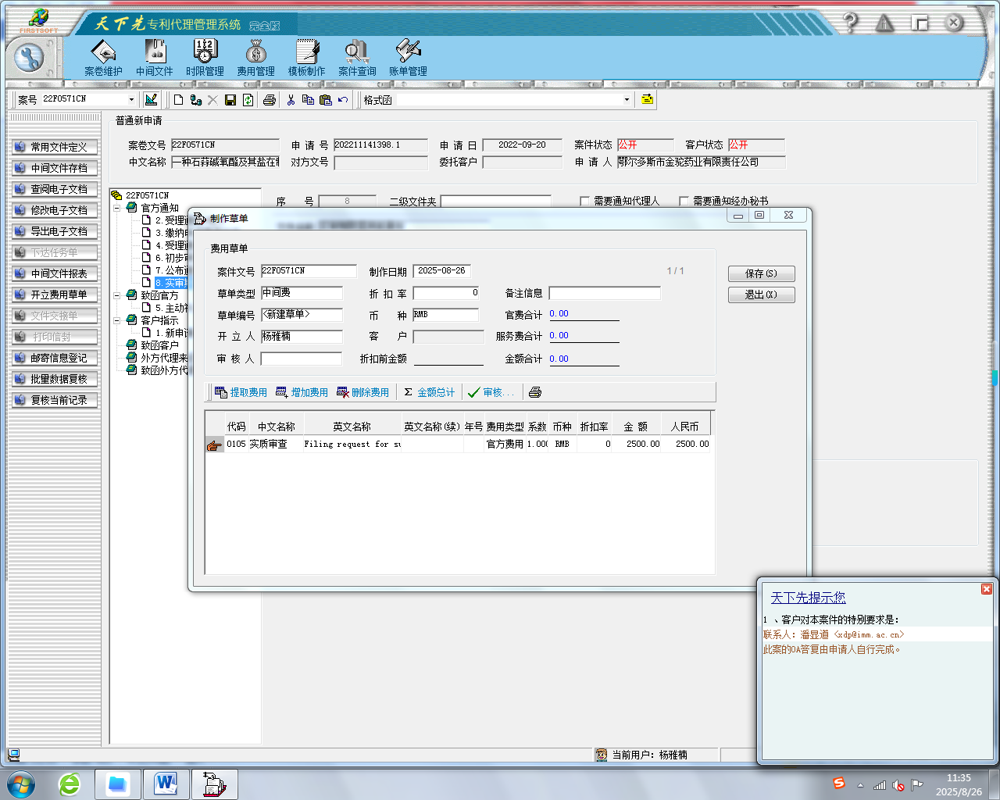 FIRSTSOFT
天下先专利代理管理系统 完全版
案卷维护 中间文件 时限管理 费用管理 模板制作 案件查询 账单管理
案号 22F0571CN 格式函
普通新申请
案卷文号 22F0571CN 申请号 202211141398.1 申请日 2022-09-20 案件状态 公开 客户状态 公开
中文名称 一种石蒜碱氧酯及其盐在 对方文号 委托客户 申请人 鄂尔多斯市金驼药业有限责任公司
常用文件定义
中间文件存档
查阅电子文档
修改电子文档
导出电子文档
下达任务单
中间文件报表
开立费用草单
文件交接单
打印信封
邮寄信息登记
批量数据复核
复核当前记录
22F0571CN
官方通知
2. 受理
3. 缴纳
4. 受理
6. 初步
7. 公布
8. 实审
致函官方
5. 主动
客户指示
1. 新申
致函客户
外方代理来
致函外方代
序号 8 二级文件夹 需要通知代理人 需要通知经办秘书
制作草单
费用草单
案件文号 22F0571CN 制作日期 2025-08-26 1/1
草单类型 中间费 折扣率 0 备注信息
草单编号 <新建草单> 币种 RMB 官费合计 0.00
开立人 杨雅楠 客户 服务费合计 0.00
审核人 折扣前金额 金额合计 0.00
保存(S)
退出(X)
提取费用 增加费用 删除费用 Σ 金额总计 审核...
代码 中文名称 英文名称 英文名称(续) 年号 费用类型 系数 币种 折扣率 金额 人民币
0105 实质审查 Filing request for su 官方费用 1.000 RMB 0 2500.00 2500.00
天下先提示您
1 、客户对本案件的特别要求是:
联系人: 潘显道 <xdp@imm.ac.cn>
此案的OA答复由申请人自行完成。
当前用户: 杨雅楠
11:35
2025/8/26